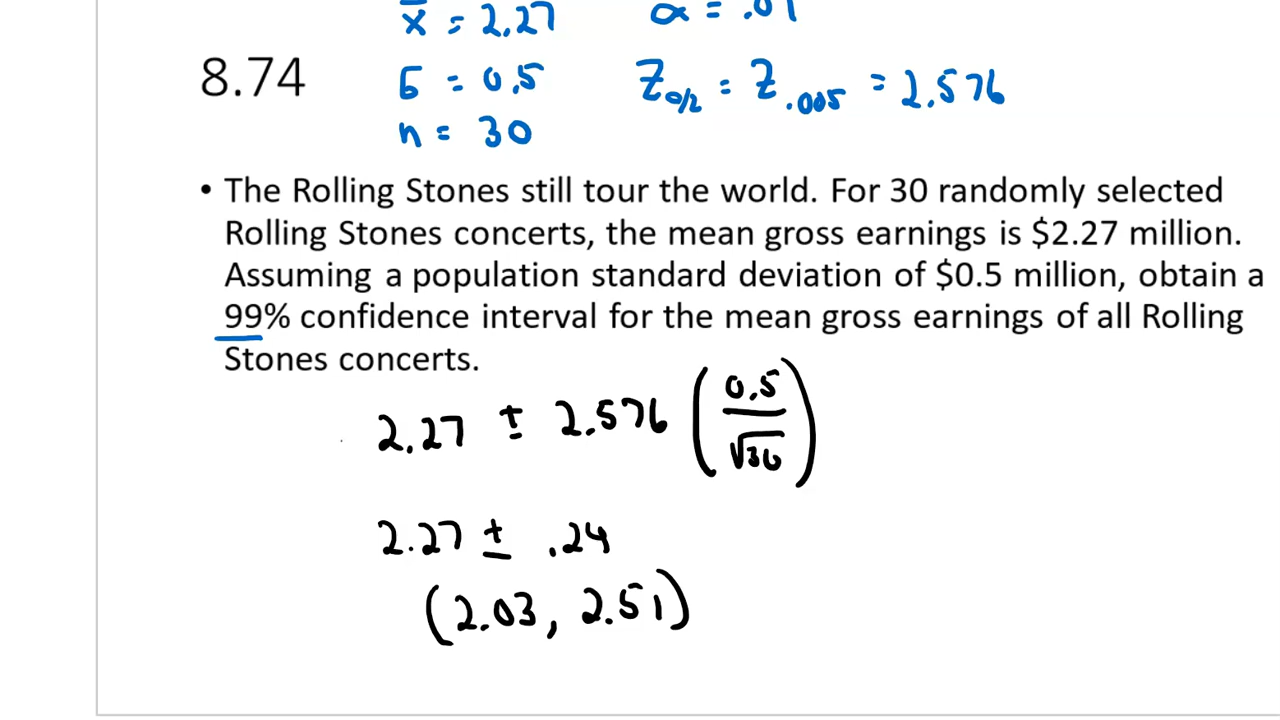 x̄ = 2.27 α = .01
8.74 σ = 0.5 Z α/2 = Z .005 = 2.576
n = 30
• The Rolling Stones still tour the world. For 30 randomly selected
Rolling Stones concerts, the mean gross earnings is $2.27 million.
Assuming a population standard deviation of $0.5 million, obtain a
99% confidence interval for the mean gross earnings of all Rolling
Stones concerts.
2.27 ± 2.576 (0.5/√30)
2.27 ± .24
(2.03, 2.51)